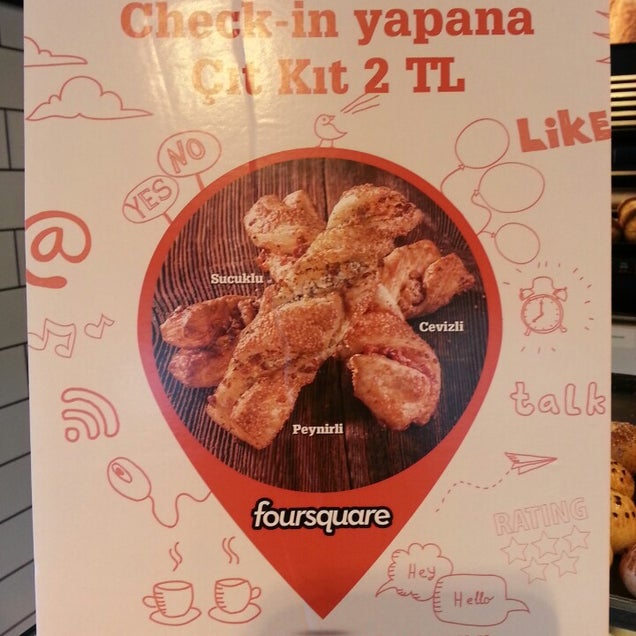 Check-in yapana
Çıt Kıt 2 TL
NO
YES
LiKE
@
Sucuklu
Cevizli
Peynirli
talk
foursquare
RATING
Hey
Hello